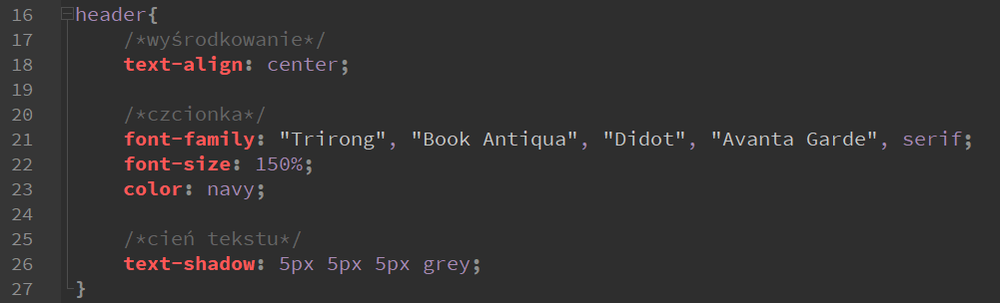 16 header{
17 /*wyśrodkowanie*/
18 text-align: center;
19
20 /*czcionka*/
21 font-family: "Trirong", "Book Antiqua", "Didot", "Avanta Garde", serif;
22 font-size: 150%;
23 color: navy;
24
25 /*cień tekstu*/
26 text-shadow: 5px 5px 5px grey;
27 }